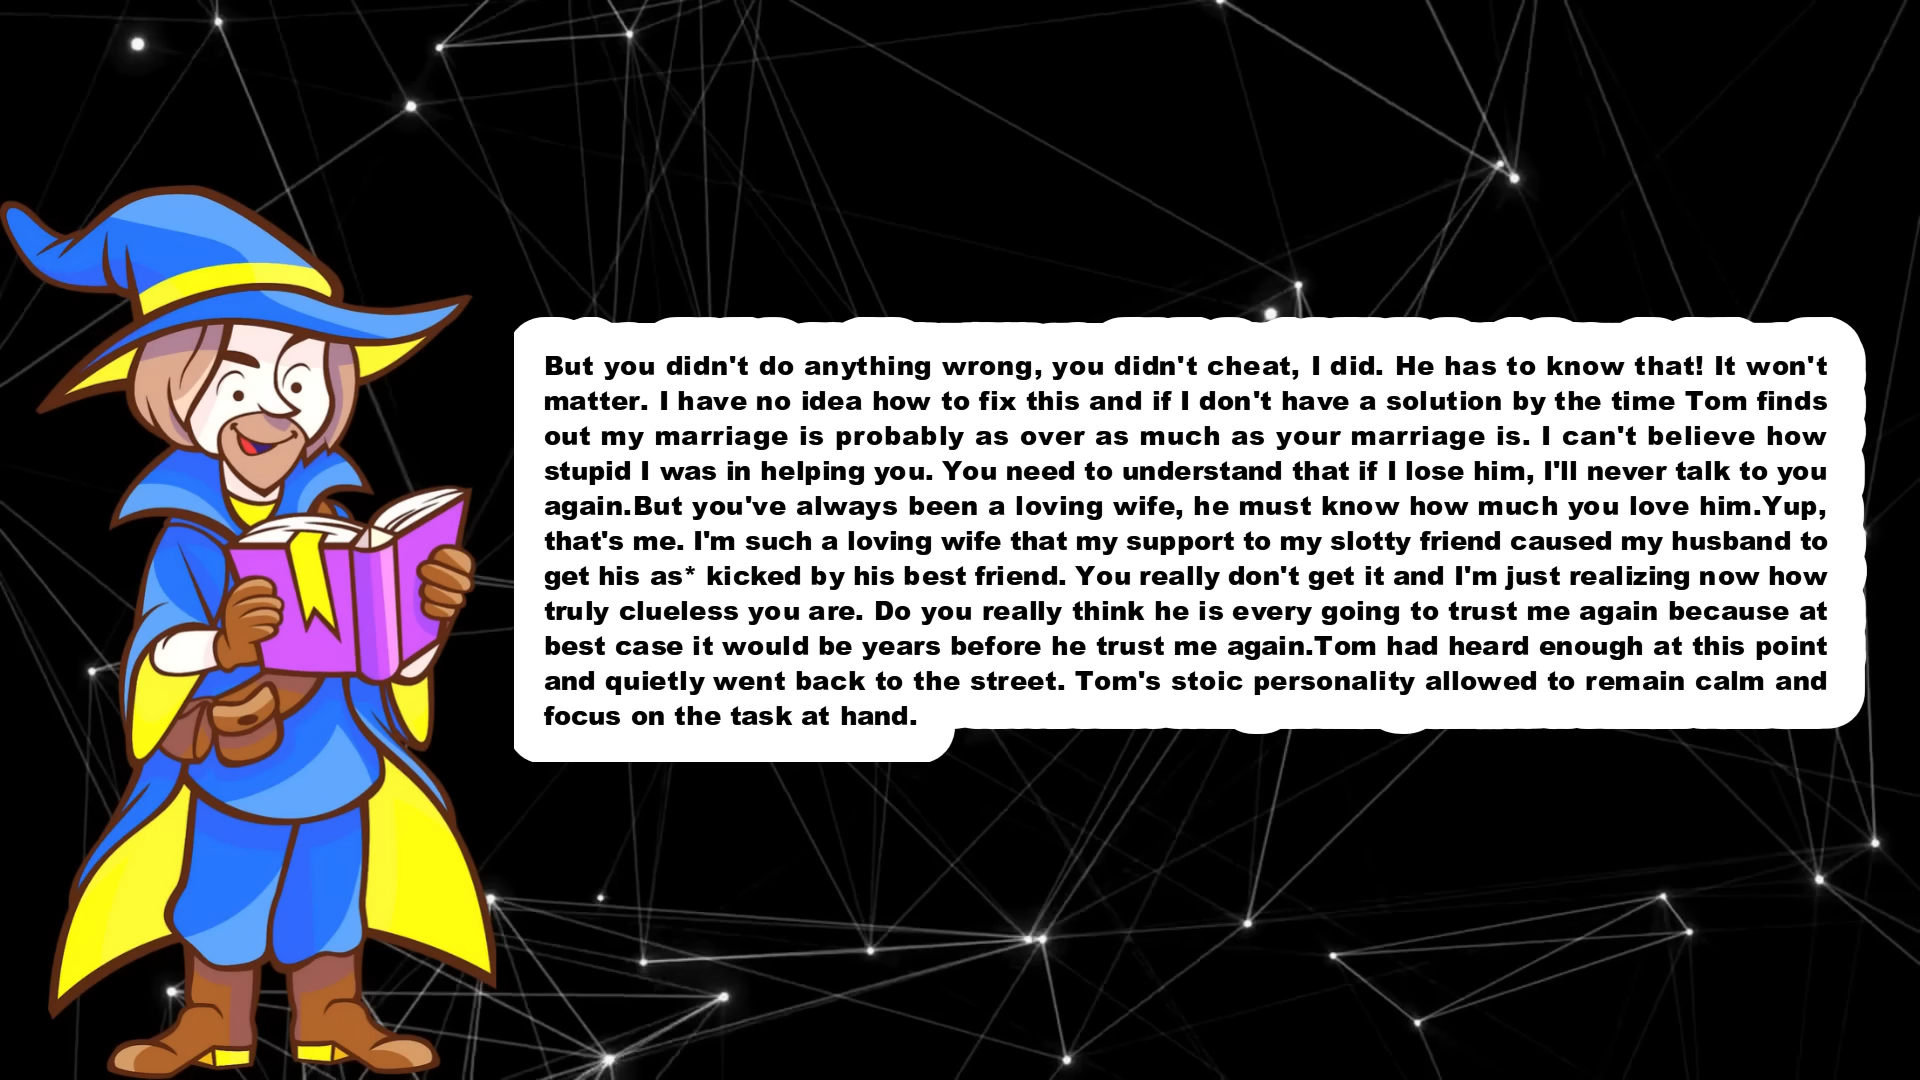 But you didn't do anything wrong, you didn't cheat, I did. He has to know that! It won't
matter. I have no idea how to fix this and if I don't have a solution by the time Tom finds
out my marriage is probably as over as much as your marriage is. I can't believe how
stupid I was in helping you. You need to understand that if I lose him, I'll never talk to you
again.But you've always been a loving wife, he must know how much you love him.Yup,
that's me. I'm such a loving wife that my support to my slotty friend caused my husband to
get his as* kicked by his best friend. You really don't get it and I'm just realizing now how
truly clueless you are. Do you really think he is every going to trust me again because at
best case it would be years before he trust me again.Tom had heard enough at this point
and quietly went back to the street. Tom's stoic personality allowed to remain calm and
focus on the task at hand.